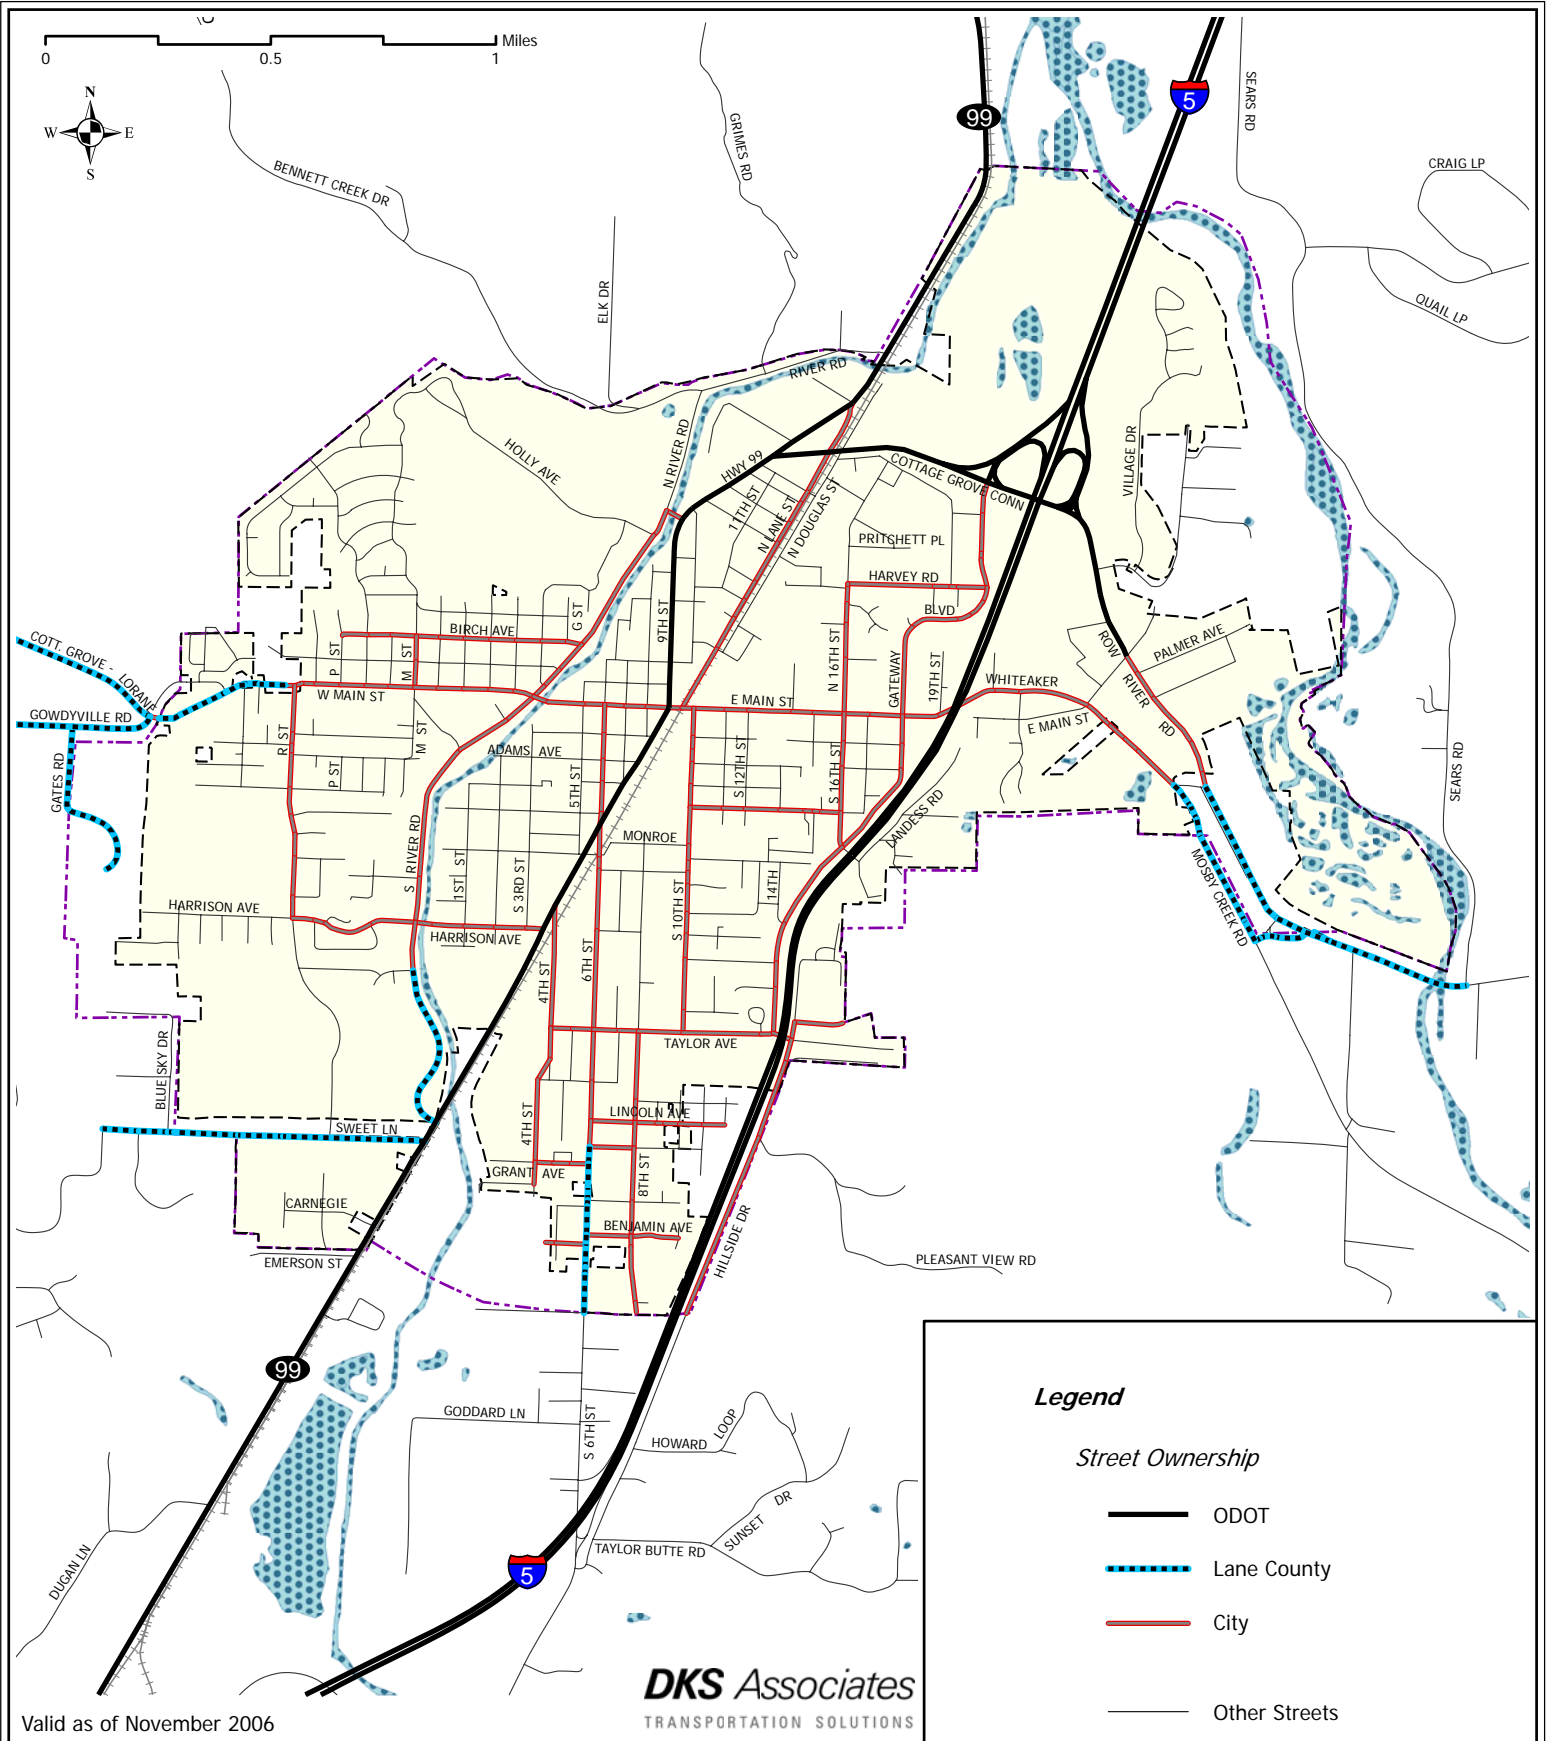 Miles
0
0.5
1
N
W
E
S
99
5
SEARS RD
CRAIG LP
QUAIL LP
GRIMES RD
BENNETT CREEK DR
ELK DR
RIVER RD
N RIVER RD
HOLLY AVE
HWY 99
COTTAGE GROVE CONN
VILLAGE DR
11TH ST
N LANE ST
N DOUGLAS ST
PRITCHETT PL
HARVEY RD
BLVD
GATEWAY
9TH ST
G ST
BIRCH AVE
P ST
M ST
W MAIN ST
E MAIN ST
N 16TH ST
19TH ST
WHITEAKER
E MAIN ST
ROW
RIVER
RD
PALMER AVE
COTT. GROVE -
LORANE
GOWDYVILLE RD
GATES RD
R ST
P ST
M ST
ADAMS AVE
5TH ST
S 12TH ST
S 16TH ST
LANDESS RD
SEARS RD
MONROE
S RIVER RD
1ST ST
S 3RD ST
14TH
S 10TH ST
MOSBY CREEK RD
HARRISON AVE
HARRISON AVE
4TH ST
6TH ST
TAYLOR AVE
BLUE SKY DR
SWEET LN
4TH ST
LINCOLN AVE
GRANT AVE
8TH ST
CARNEGIE
BENJAMIN AVE
HILLSIDE DR
EMERSON ST
PLEASANT VIEW RD
99
GODDARD LN
S 6TH ST
HOWARD
LOOP
SUNSET
DR
TAYLOR BUTTE RD
DUGAN LN
5
Legend
Street Ownership
ODOT
Lane County
City
Other Streets
DKS Associates
TRANSPORTATION SOLUTIONS
Valid as of November 2006